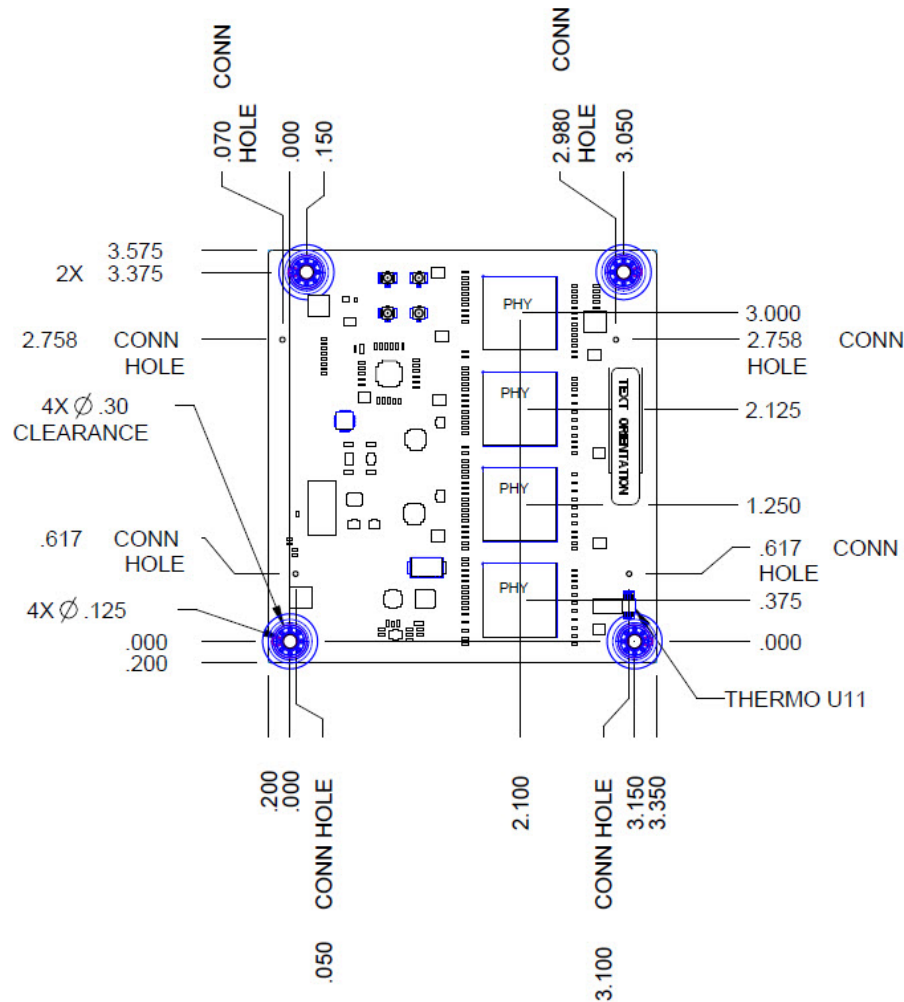 .070 CONN
HOLE
.000
.150
2.980 CONN
HOLE
3.050
3.575
2X 3.375
2.758 CONN
HOLE
4X Ø .30
CLEARANCE
.617 CONN
HOLE
4X Ø .125
.000
.200
PHY
PHY
PHY
PHY
TEXT ORIENTATION
3.000
2.758 CONN
HOLE
2.125
1.250
.617 CONN
HOLE
.375
.000
THERMO U11
.200
.000
.050 CONN HOLE
2.100
3.100 CONN HOLE
3.150
3.350